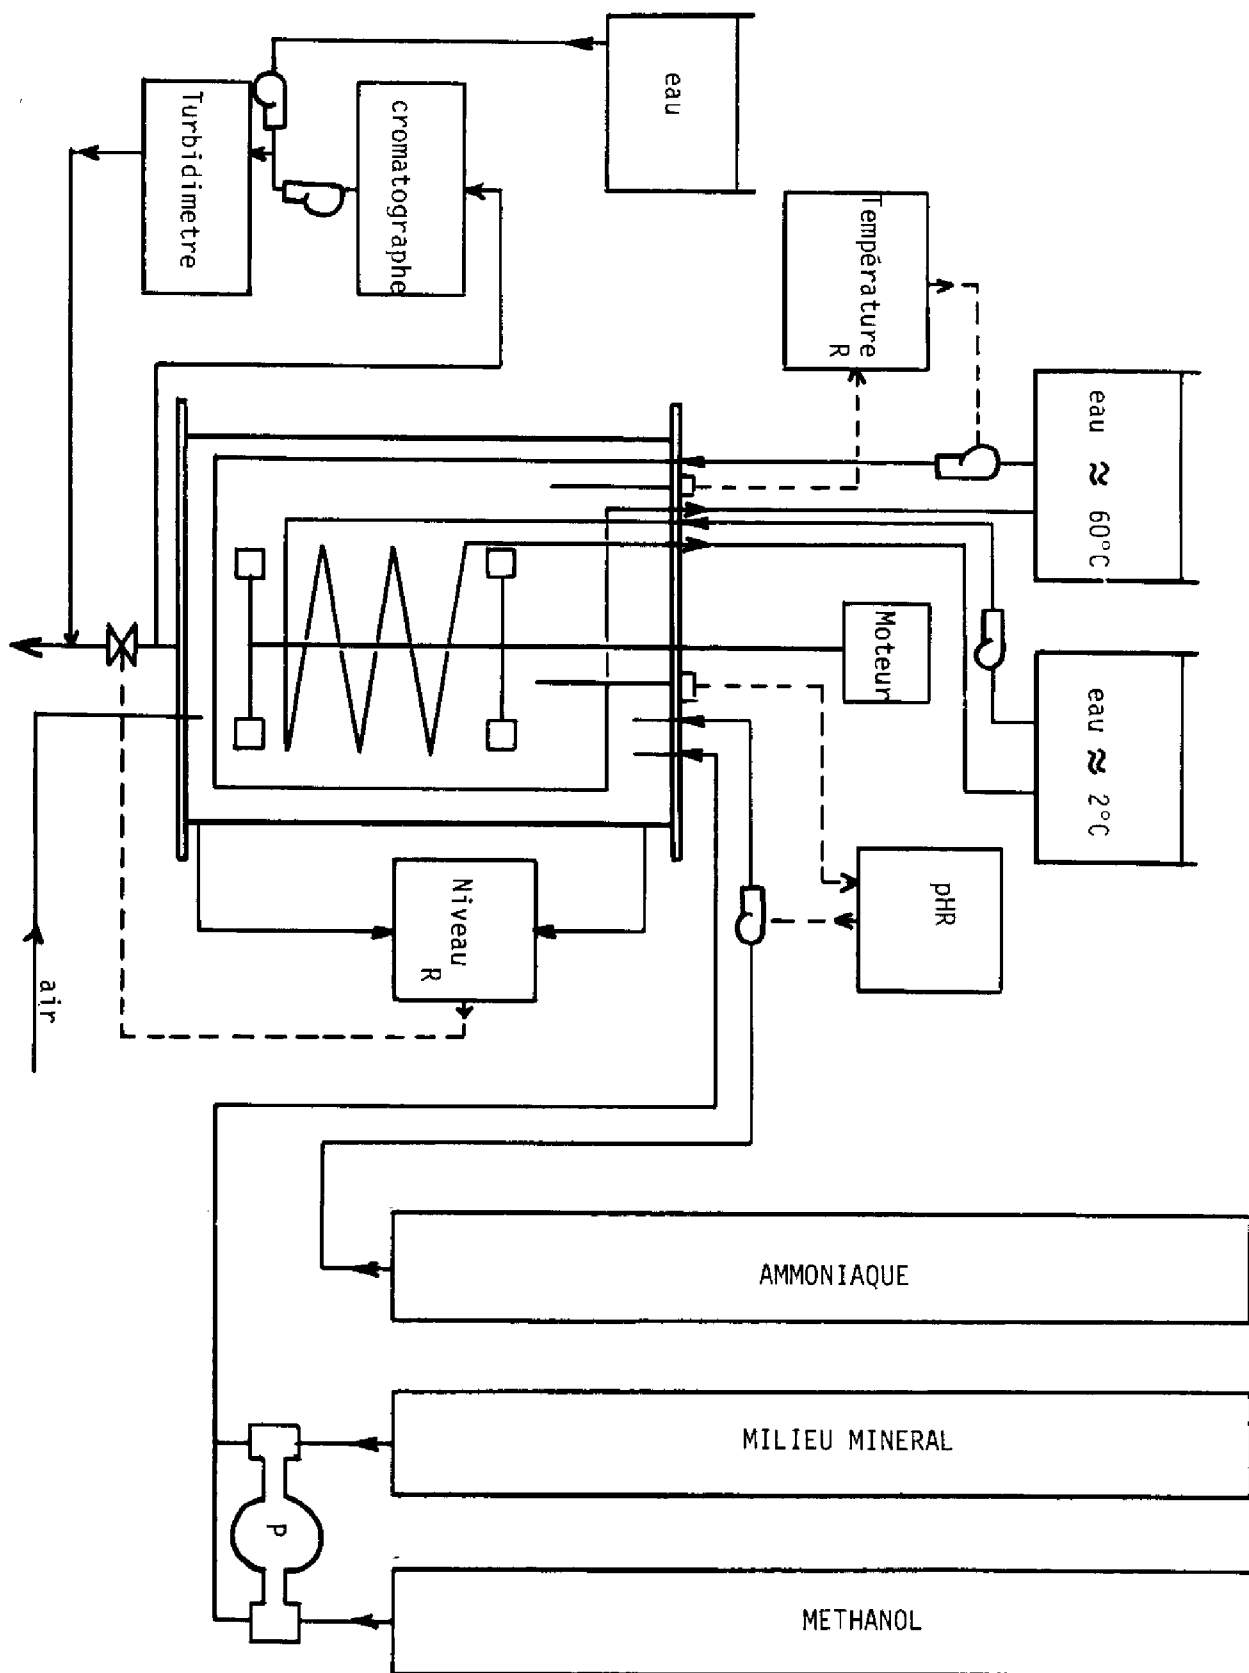 eau
cromatographe
Turbidimetre
Température
R
eau ≈ 60°C
Moteur
eau ≈ 2°C
pHR
Niveau
R
air
AMMONIAQUE
MILIEU MINERAL
P
METHANOL